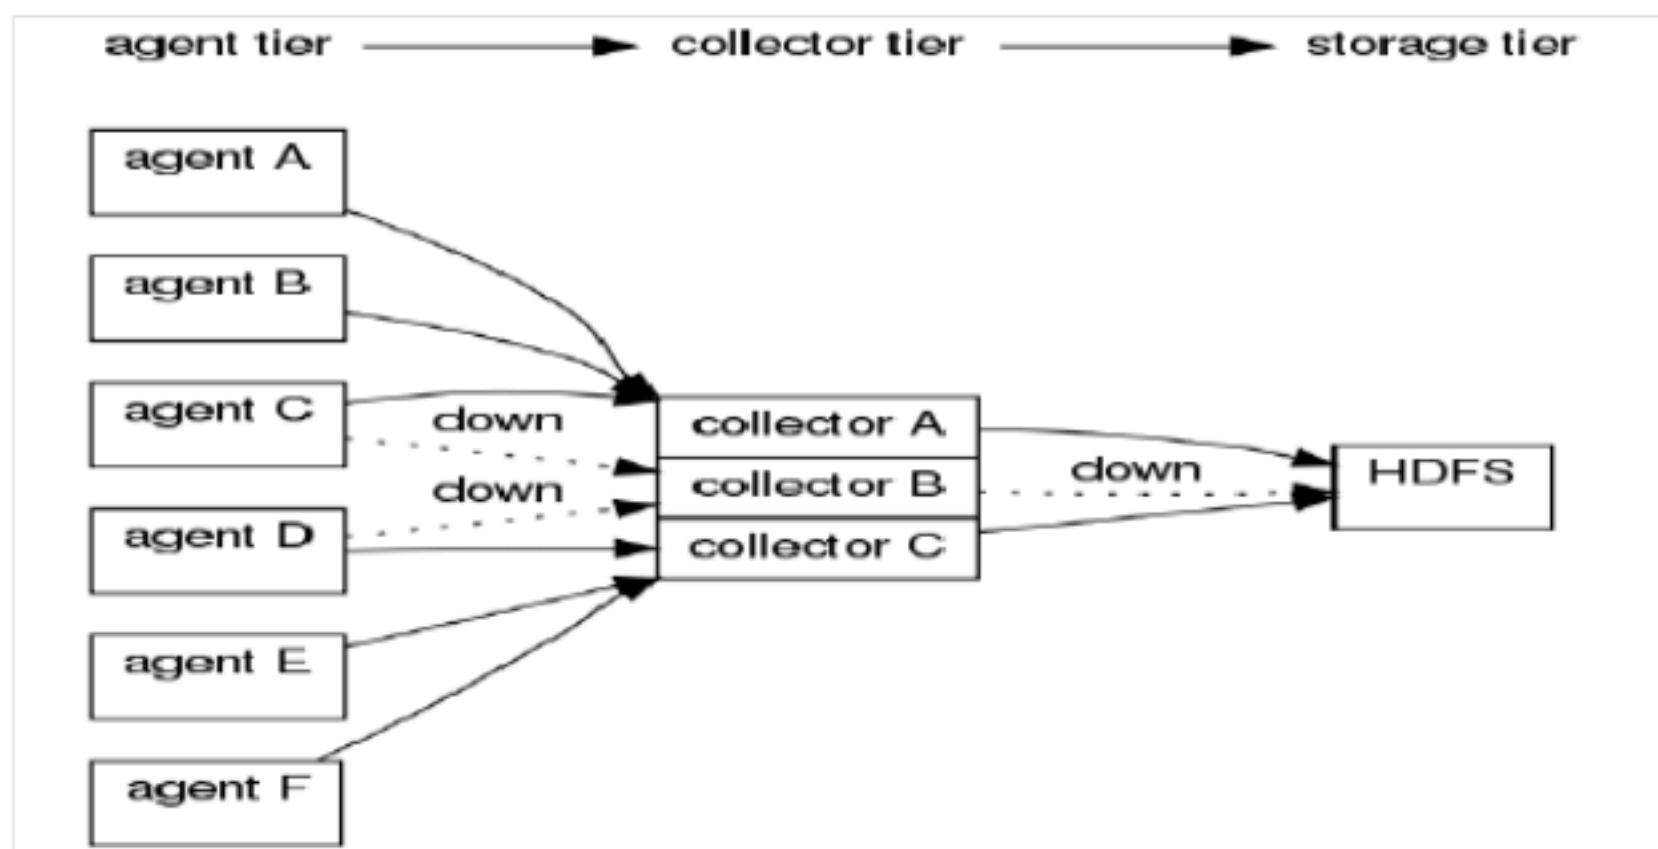 agent tier collector tier storage tier
agent A
agent B
agent C
down
down
agent D
agent E
agent F
collector A
collector B
collector C
down
HDFS